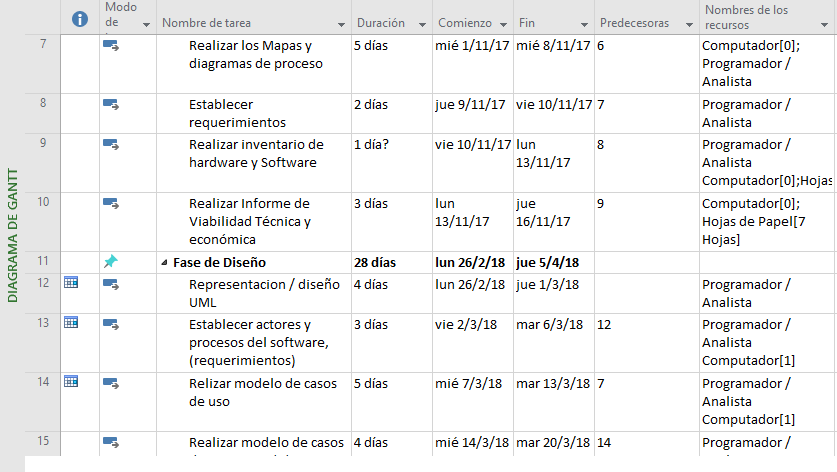 Modo de
Nombre de tarea
Duración
Comienzo
Fin
Predecesoras
Nombres de los recursos
DIAGRAMA DE GANTT
7
Realizar los Mapas y
diagramas de proceso
5 días
mié 1/11/17
mié 8/11/17
6
Computador[0];
Programador /
Analista
8
Establecer
requerimientos
2 días
jue 9/11/17
vie 10/11/17
7
Programador /
Analista
9
Realizar inventario de
hardware y Software
1 día?
vie 10/11/17
lun
13/11/17
8
Programador /
Analista
Computador[0];Hojas
10
Realizar Informe de
Viabilidad Técnica y
económica
3 días
lun
13/11/17
jue
16/11/17
9
Computador[0];
Hojas de Papel[7
Hojas]
11
Fase de Diseño
28 días
lun 26/2/18
jue 5/4/18
12
Representacion / diseño
UML
4 días
lun 26/2/18
jue 1/3/18
Programador /
Analista
13
Establecer actores y
procesos del software,
(requerimientos)
3 días
vie 2/3/18
mar 6/3/18
12
Programador /
Analista
Computador[1]
14
Relizar modelo de casos
de uso
5 días
mié 7/3/18
mar 13/3/18
7
Programador /
Analista
Computador[1]
15
Realizar modelo de casos
4 días
mié 14/3/18
mar 20/3/18
14
Programador /